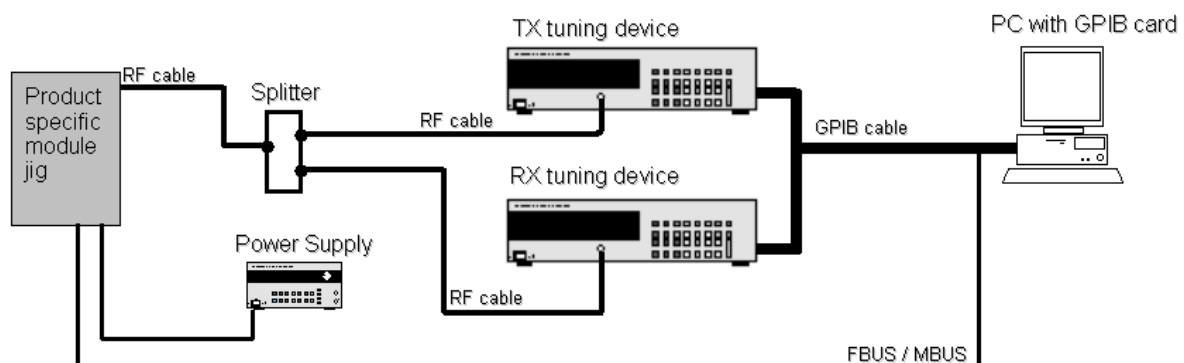 TX tuning device
PC with GPIB card
RF cable
Product
specific
module
jig
Splitter
RF cable
GPIB cable
RX tuning device
Power Supply
RF cable
FBUS / MBUS